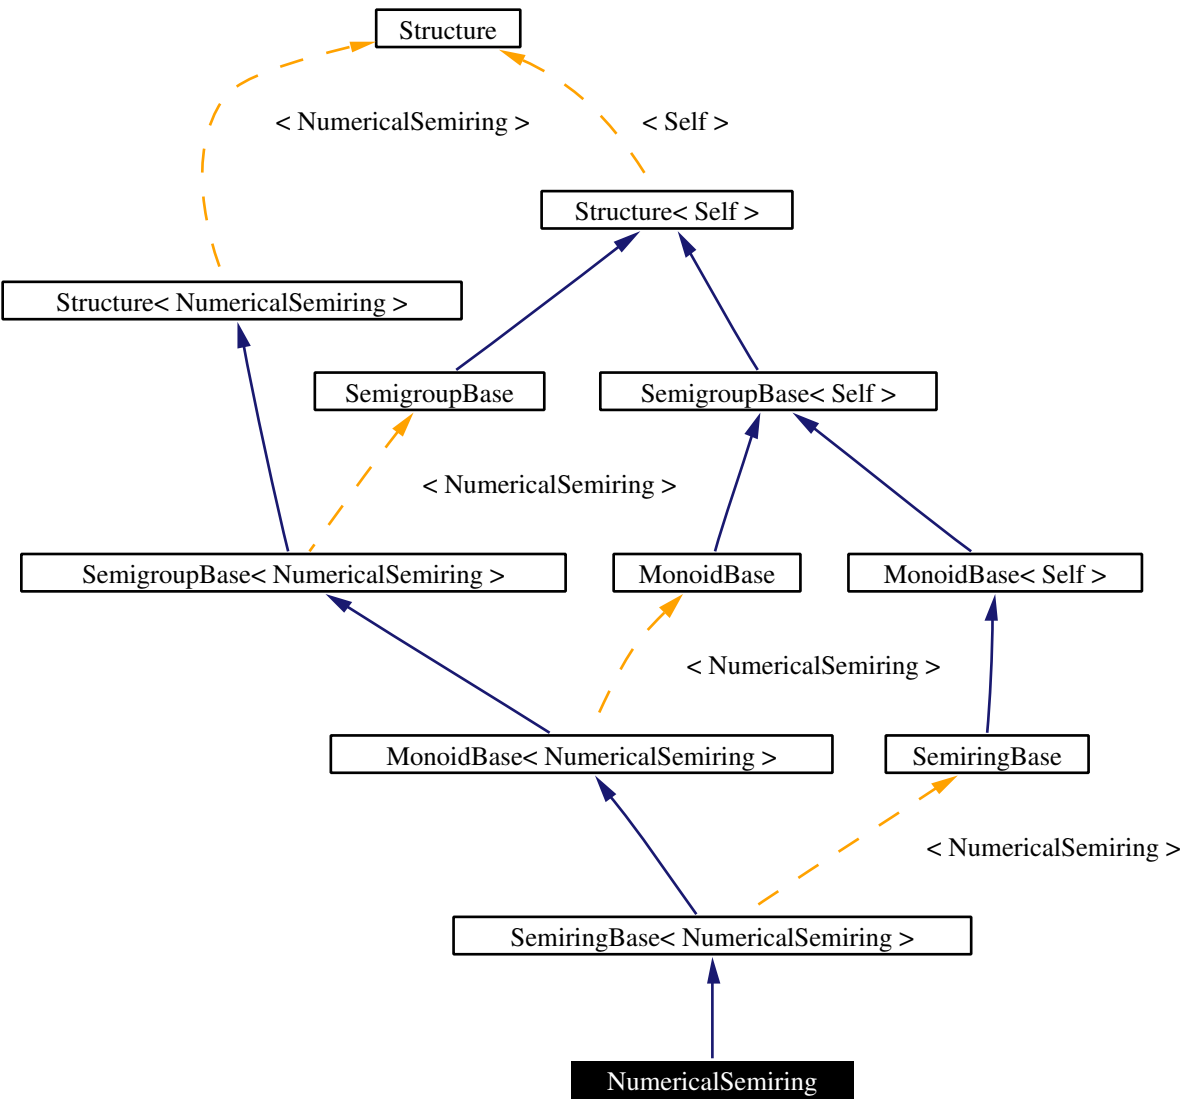 Structure
< NumericalSemiring >
< Self >
Structure< Self >
Structure< NumericalSemiring >
SemigroupBase
SemigroupBase< Self >
< NumericalSemiring >
SemigroupBase< NumericalSemiring >
MonoidBase
MonoidBase< Self >
< NumericalSemiring >
MonoidBase< NumericalSemiring >
SemiringBase
< NumericalSemiring >
SemiringBase< NumericalSemiring >
NumericalSemiring